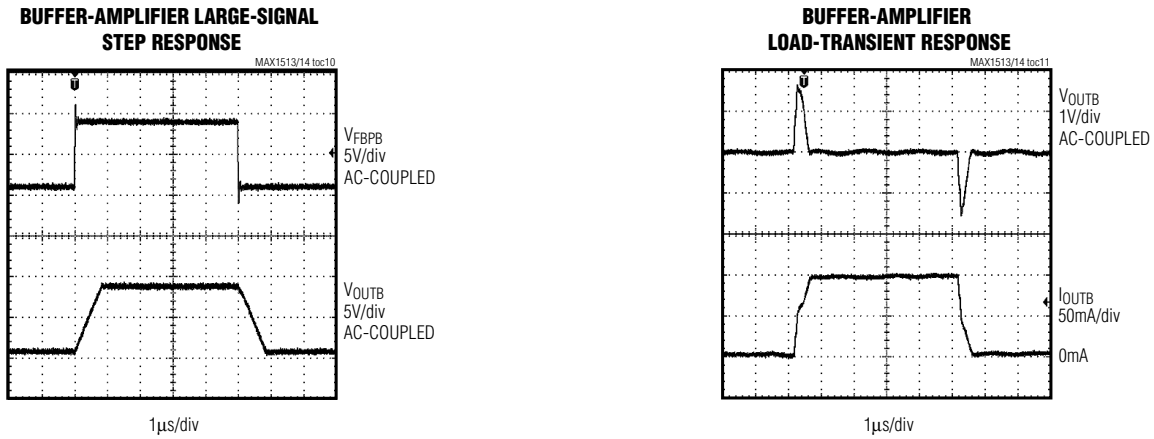 BUFFER-AMPLIFIER LARGE-SIGNAL
STEP RESPONSE
MAX1513/14 toc10
VFBPB
5V/div
AC-COUPLED
VOUTB
5V/div
AC-COUPLED
1μs/div
BUFFER-AMPLIFIER
LOAD-TRANSIENT RESPONSE
MAX1513/14 toc11
VOUTB
1V/div
AC-COUPLED
IOUTB
50mA/div
0mA
1μs/div